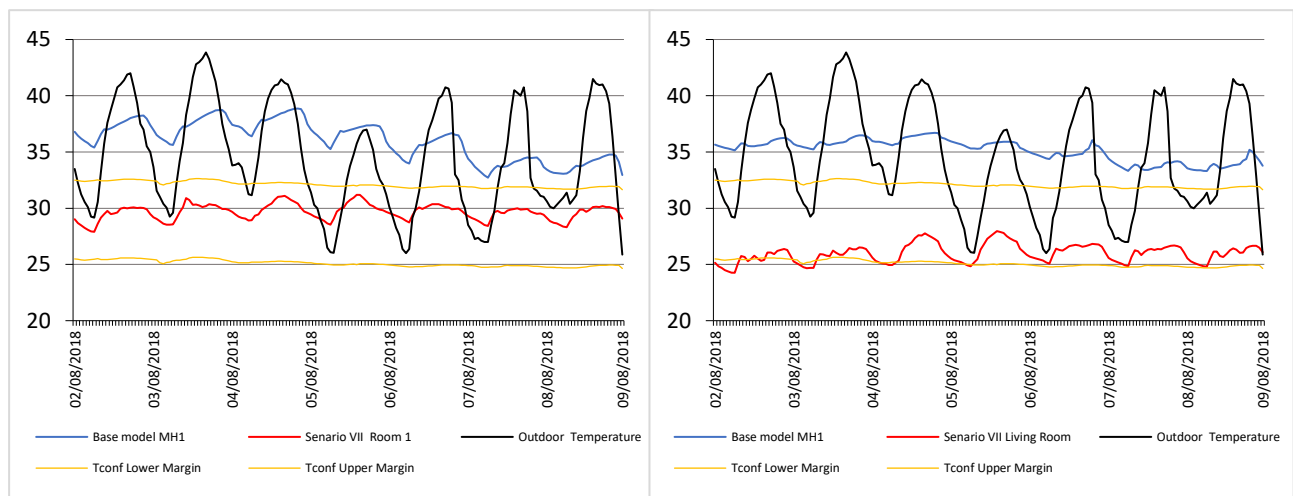 45
40
35
30
25
20
02/08/2018
03/08/2018
04/08/2018
05/08/2018
06/08/2018
07/08/2018
08/08/2018
09/08/2018
Base model MH1
Senario VII Room 1
Outdoor Temperature
Tconf Lower Margin
Tconf Upper Margin
45
40
35
30
25
20
02/08/2018
03/08/2018
04/08/2018
05/08/2018
06/08/2018
07/08/2018
08/08/2018
09/08/2018
Base model MH1
Senario VII Living Room
Outdoor Temperature
Tconf Lower Margin
Tconf Upper Margin